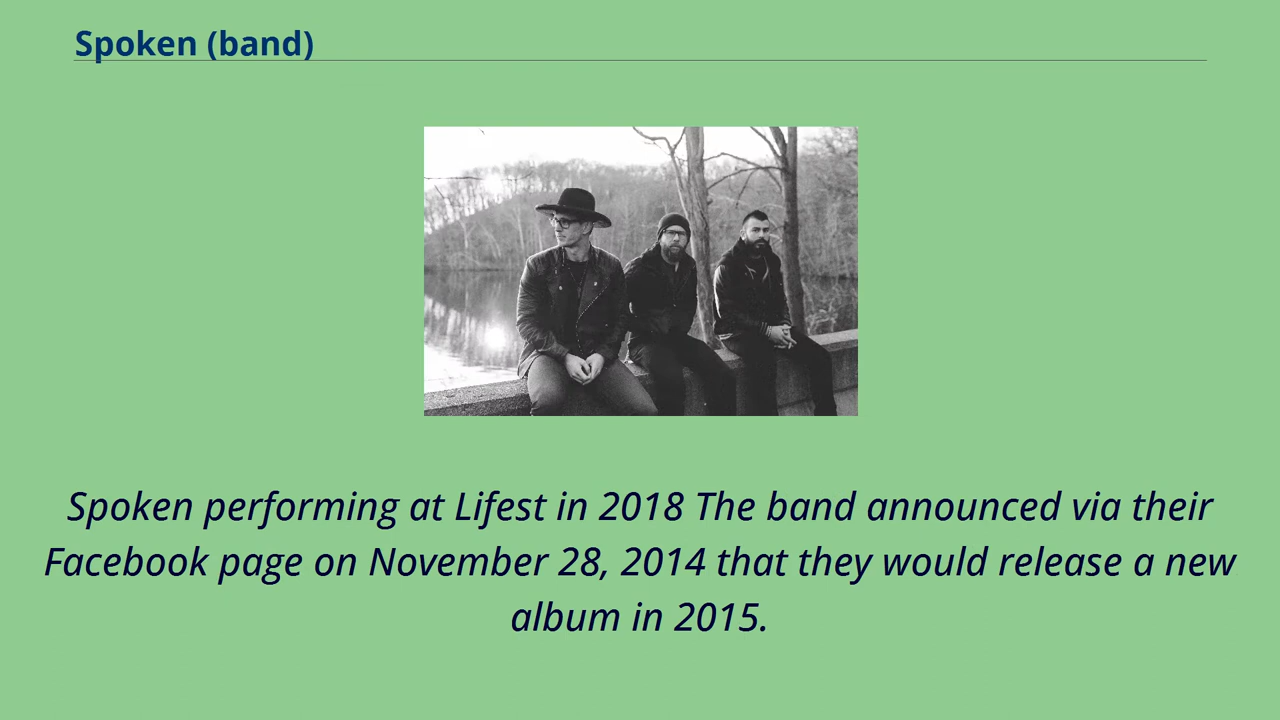 Spoken (band)
Spoken performing at Lifest in 2018 The band announced via their
Facebook page on November 28, 2014 that they would release a new
album in 2015.